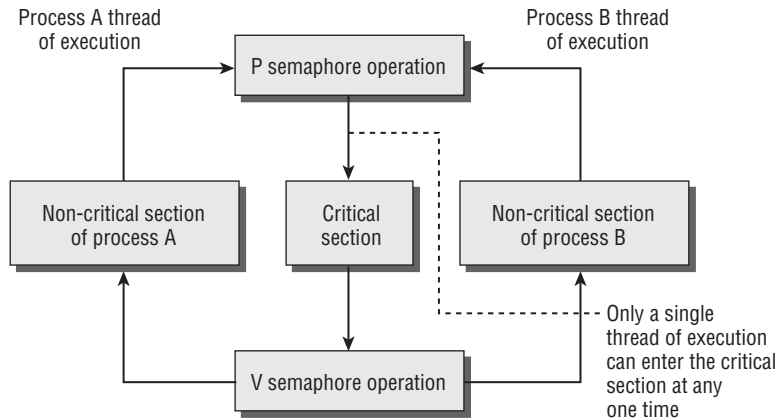 Process A thread
of execution
Process B thread
of execution
P semaphore operation
Non-critical section
of process A
Critical
section
Non-critical section
of process B
V semaphore operation
Only a single
thread of execution
can enter the critical
section at any
one time